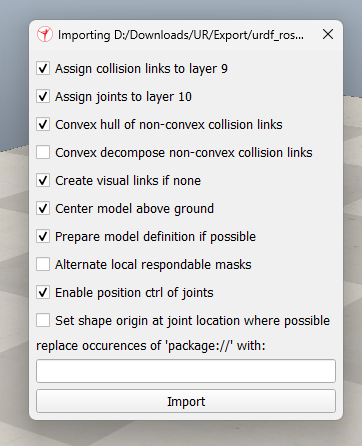 Importing D:/Downloads/UR/Export/urdf_ros...
Assign collision links to layer 9
Assign joints to layer 10
Convex hull of non-convex collision links
Convex decompose non-convex collision links
Create visual links if none
Center model above ground
Prepare model definition if possible
Alternate local respondable masks
Enable position ctrl of joints
Set shape origin at joint location where possible
replace occurences of 'package://' with:
Import